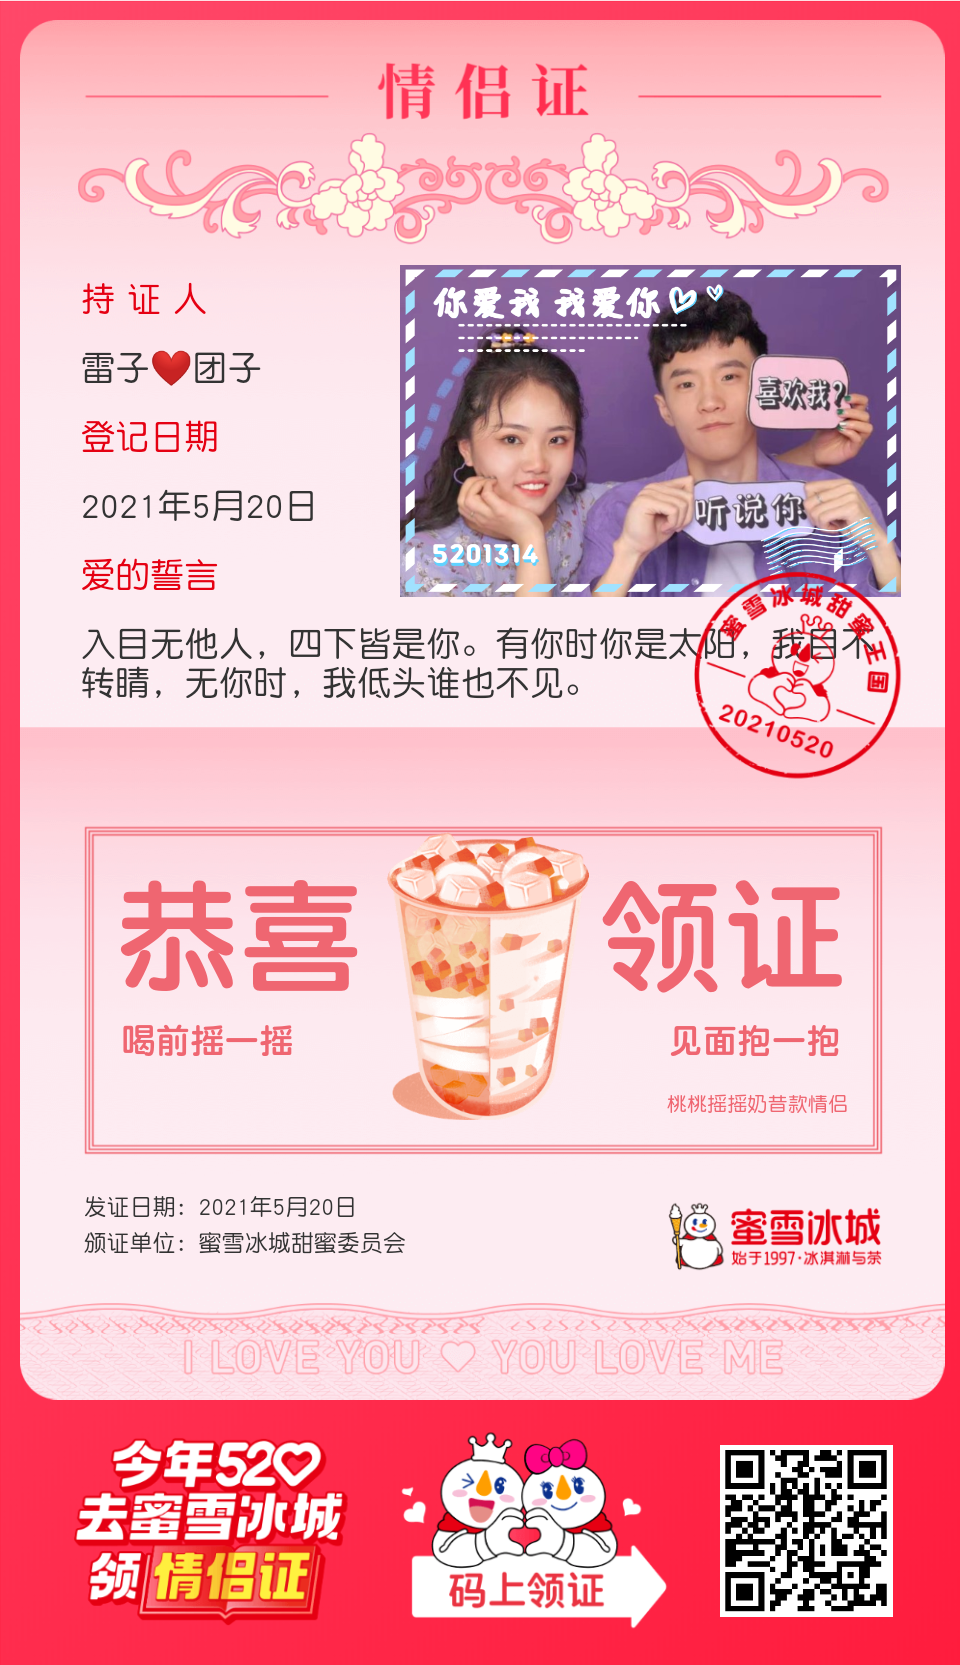 情侣证
持证人
雷子❤️团子
登记日期
2021年5月20日
爱的誓言
入目无他人，四下皆是你。有你时你是太阳，我目不
转睛，无你时，我低头谁也不见。
你爱我 我爱你
喜欢我?
听说你
5201314
蜜雪冰城甜蜜王国
20210520
恭喜 领证
喝前摇一摇
见面抱一抱
桃桃摇摇奶昔款情侣
发证日期：2021年5月20日
颁证单位：蜜雪冰城甜蜜委员会
蜜雪冰城
始于1997·冰淇淋与茶
I LOVE YOU ♡ YOU LOVE ME
今年520
去蜜雪冰城
领情侣证
码上领证